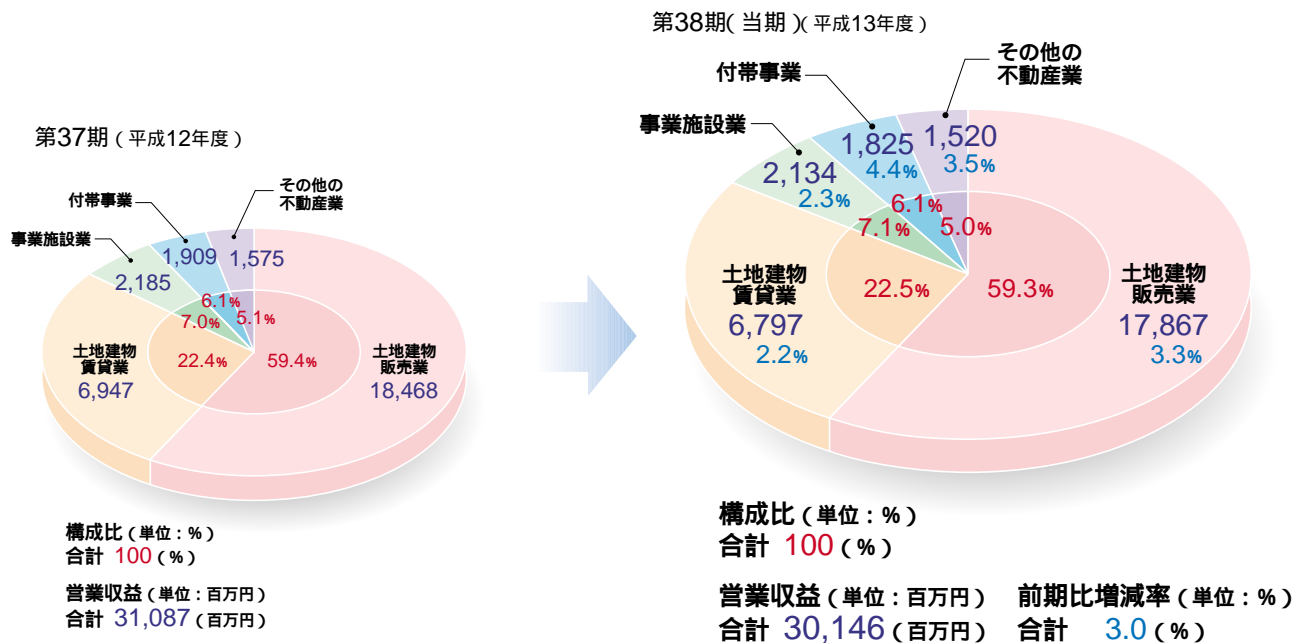 第37期（平成12年度）
付帯事業
その他の
不動産業
事業施設業
1,909
1,575
2,185
6.1%
5.1%
7.0%
土地建物
賃貸業
6,947
22.4%
59.4%
土地建物
販売業
18,468
構成比（単位：%）
合計 100（%）
営業収益（単位：百万円）
合計 31,087（百万円）
第38期（当期）（平成13年度）
付帯事業
その他の
不動産業
事業施設業
1,825
4.4%
1,520
3.5%
2,134
2.3%
6.1%
5.0%
7.1%
土地建物
賃貸業
6,797
2.2%
22.5%
59.3%
土地建物
販売業
17,867
3.3%
構成比（単位：%）
合計 100（%）
営業収益（単位：百万円）
合計 30,146（百万円）
前期比増減率（単位：%）
合計 3.0（%）